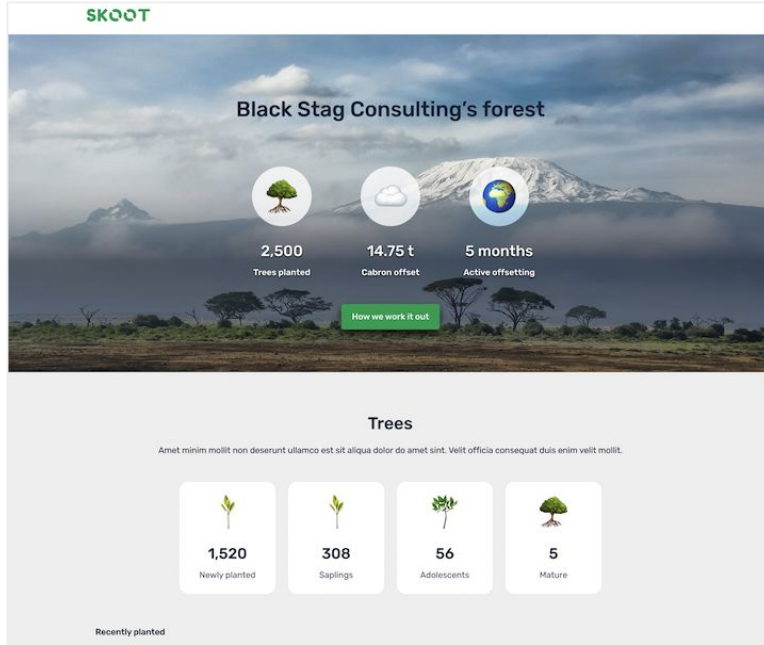 SKOOT
Black Stag Consulting's forest
2,500 14.75 t 5 months
Trees planted Cabron offset Active offsetting
How we work it out
Trees
Amet minim mollit non deserunt ullamco est sit aliqua dolor do amet sint. Velit officia consequat duis enim velit mollit.
1,520 308 56 5
Newly planted Saplings Adolescents Mature
Recently planted